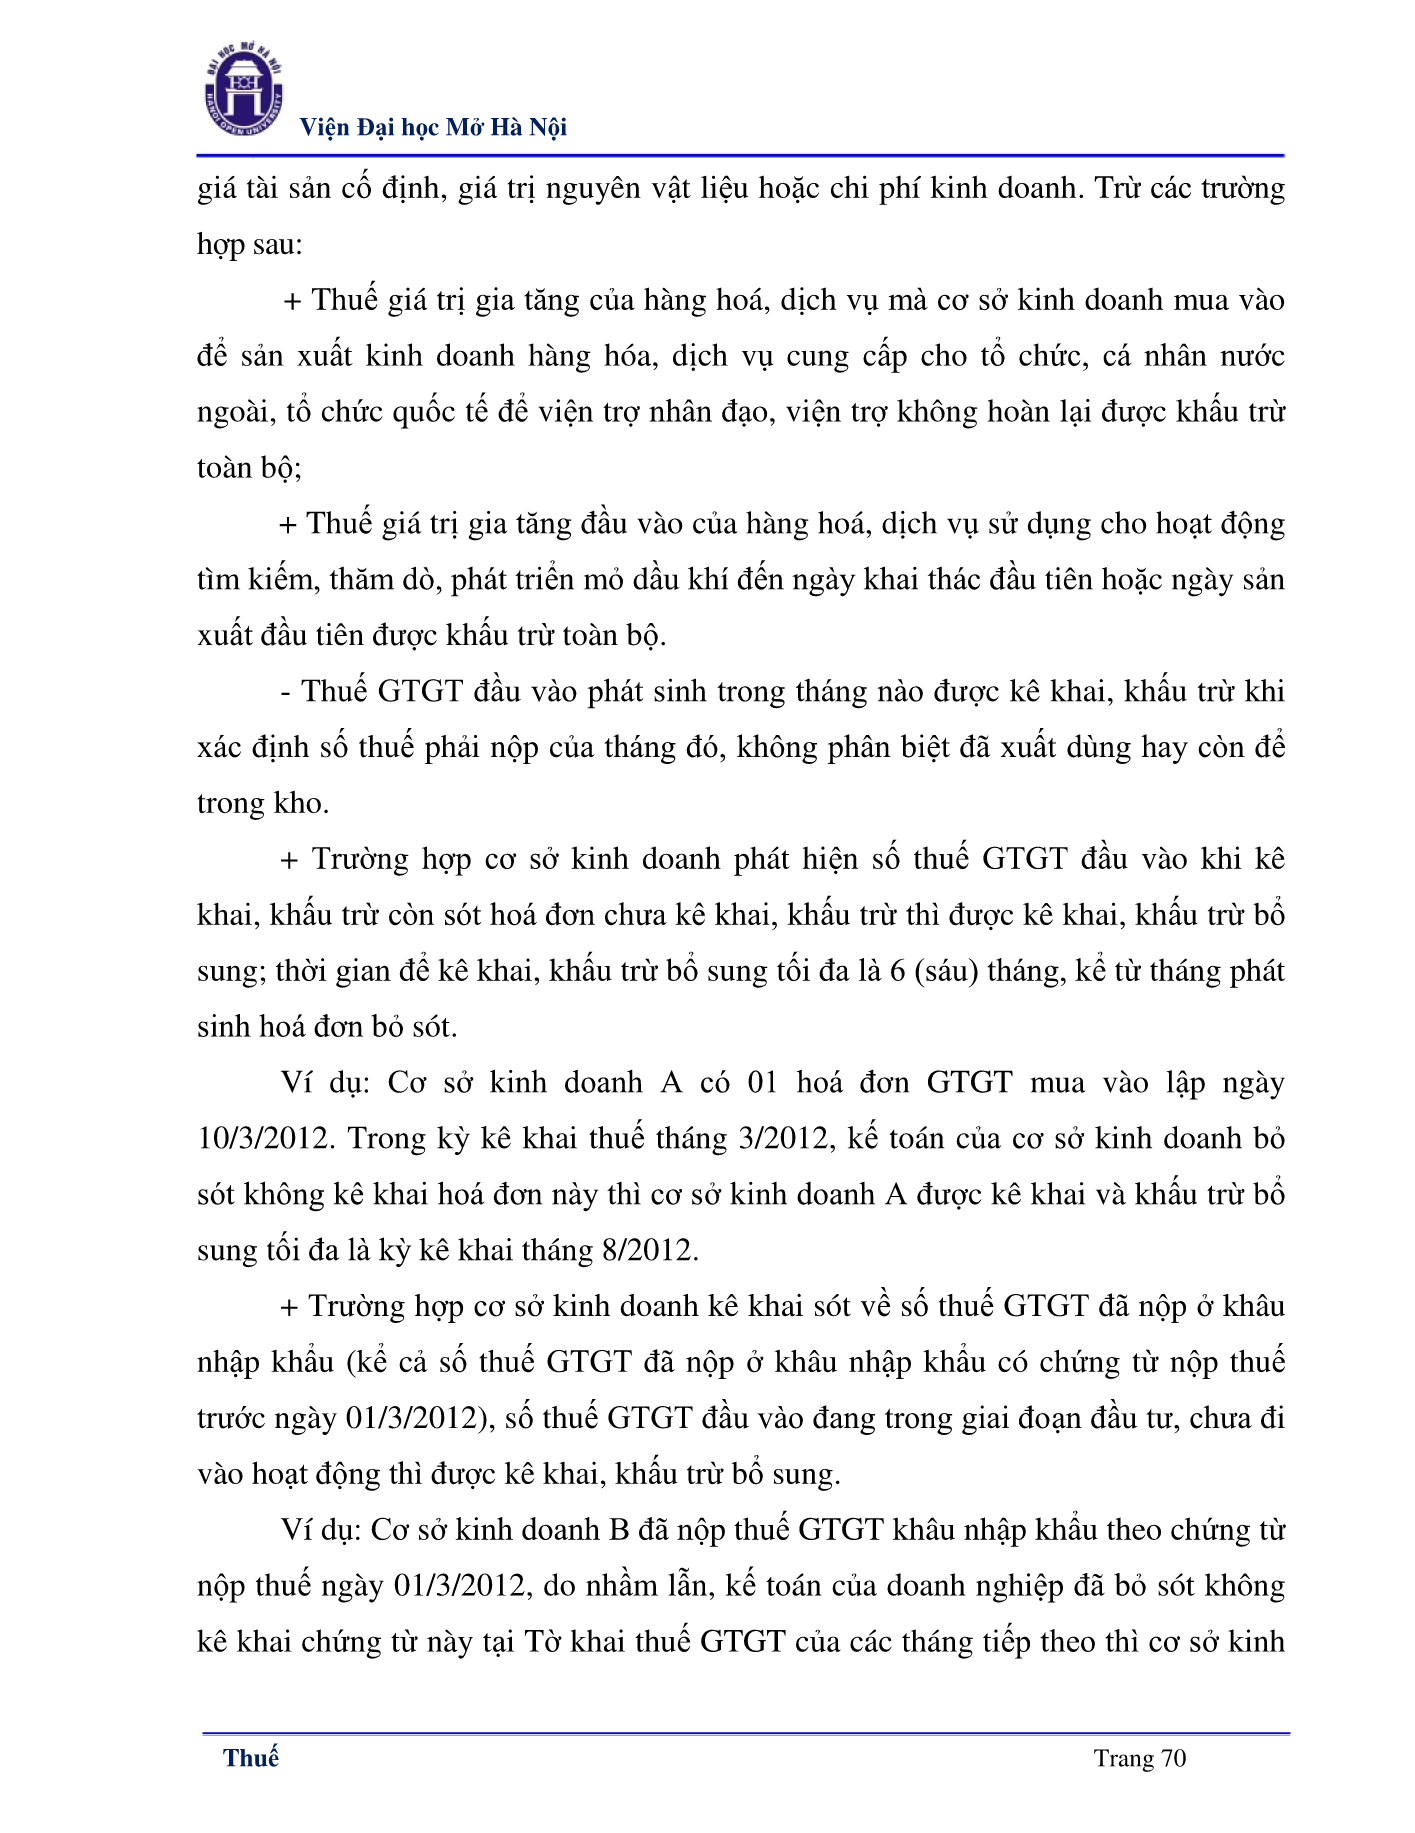 ĐẠI HỌC MỞ HÀ NỘI
HANOI OPEN UNIVERSITY
Viện Đại học Mở Hà Nội
giá tài sản cố định, giá trị nguyên vật liệu hoặc chi phí kinh doanh. Trừ các trường
hợp sau:
+ Thuế giá trị gia tăng của hàng hoá, dịch vụ mà cơ sở kinh doanh mua vào
để sản xuất kinh doanh hàng hóa, dịch vụ cung cấp cho tổ chức, cá nhân nước
ngoài, tổ chức quốc tế để viện trợ nhân đạo, viện trợ không hoàn lại được khấu trừ
toàn bộ;
+ Thuế giá trị gia tăng đầu vào của hàng hoá, dịch vụ sử dụng cho hoạt động
tìm kiếm, thăm dò, phát triển mỏ dầu khí đến ngày khai thác đầu tiên hoặc ngày sản
xuất đầu tiên được khấu trừ toàn bộ.
- Thuế GTGT đầu vào phát sinh trong tháng nào được kê khai, khấu trừ khi
xác định số thuế phải nộp của tháng đó, không phân biệt đã xuất dùng hay còn để
trong kho.
+ Trường hợp cơ sở kinh doanh phát hiện số thuế GTGT đầu vào khi kê
khai, khấu trừ còn sót hoá đơn chưa kê khai, khấu trừ thì được kê khai, khấu trừ bổ
sung; thời gian để kê khai, khấu trừ bổ sung tối đa là 6 (sáu) tháng, kể từ tháng phát
sinh hoá đơn bỏ sót.
Ví dụ: Cơ sở kinh doanh A có 01 hoá đơn GTGT mua vào lập ngày
10/3/2012. Trong kỳ kê khai thuế tháng 3/2012, kế toán của cơ sở kinh doanh bỏ
sót không kê khai hoá đơn này thì cơ sở kinh doanh A được kê khai và khấu trừ bổ
sung tối đa là kỳ kê khai tháng 8/2012.
+ Trường hợp cơ sở kinh doanh kê khai sót về số thuế GTGT đã nộp ở khâu
nhập khẩu (kể cả số thuế GTGT đã nộp ở khâu nhập khẩu có chứng từ nộp thuế
trước ngày 01/3/2012), số thuế GTGT đầu vào đang trong giai đoạn đầu tư, chưa đi
vào hoạt động thì được kê khai, khấu trừ bổ sung.
Ví dụ: Cơ sở kinh doanh B đã nộp thuế GTGT khâu nhập khẩu theo chứng từ
nộp thuế ngày 01/3/2012, do nhầm lẫn, kế toán của doanh nghiệp đã bỏ sót không
kê khai chứng từ này tại Tờ khai thuế GTGT của các tháng tiếp theo thì cơ sở kinh
Thuế
Trang 70